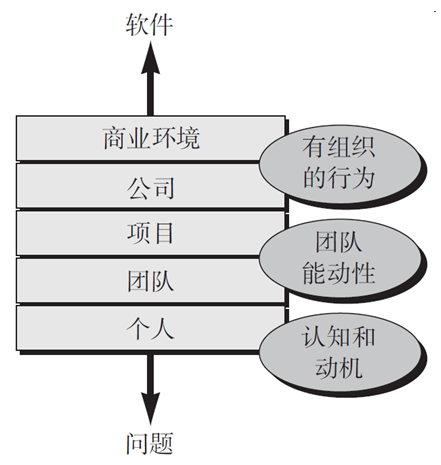 软件
商业环境
公司
项目
团队
个人
有组织
的行为
团队
能动性
认知和
动机
问题